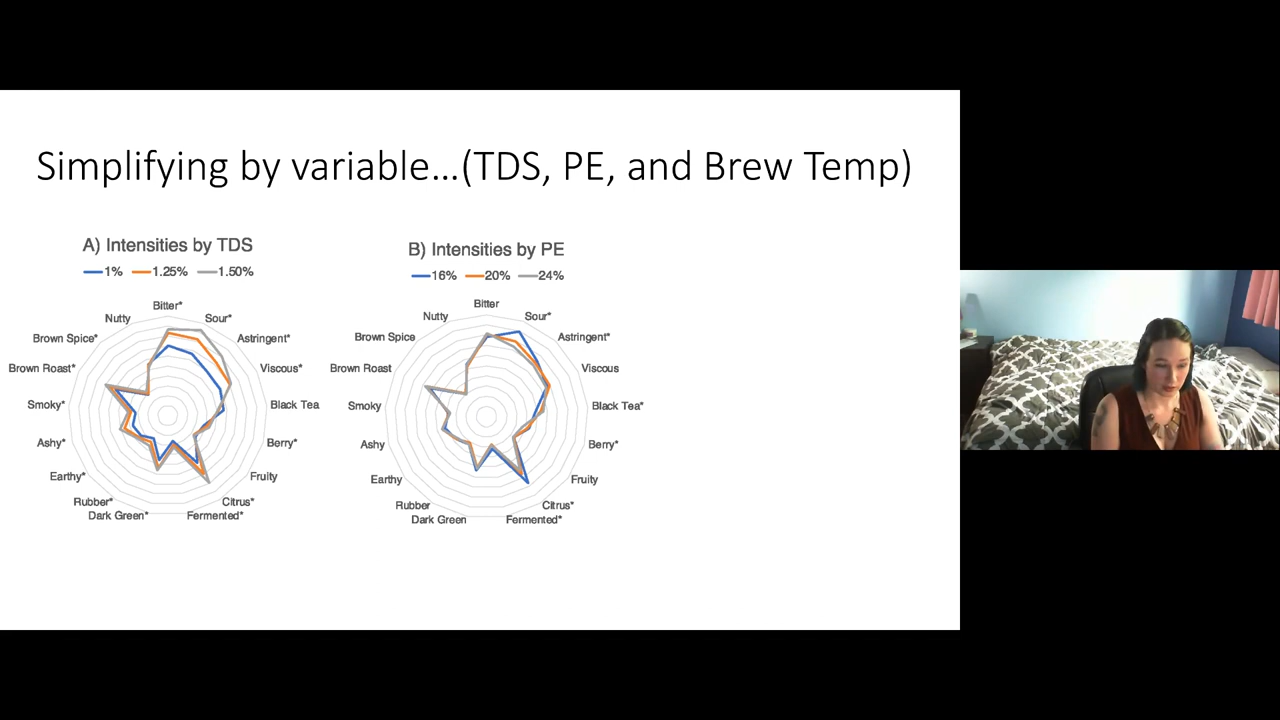 Simplifying by variable...(TDS, PE, and Brew Temp)
A) Intensities by TDS
1% 1.25% 1.50%
Bitter*
Sour*
Astringent*
Viscous*
Black Tea
Berry*
Fruity
Citrus*
Fermented*
Dark Green*
Rubber*
Earthy*
Ashy*
Smoky*
Brown Roast*
Brown Spice*
Nutty
B) Intensities by PE
16% 20% 24%
Bitter
Sour*
Astringent*
Viscous
Black Tea*
Berry*
Fruity
Citrus*
Fermented*
Dark Green
Rubber
Earthy
Ashy
Smoky
Brown Roast
Brown Spice
Nutty